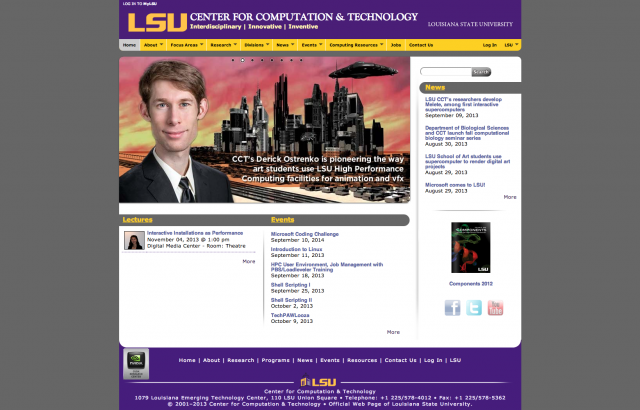 LOG IN TO MyLSU
LSU CENTER FOR COMPUTATION & TECHNOLOGY
Interdisciplinary | Innovative | Inventive
LOUISIANA STATE UNIVERSITY
Home About Focus Areas Research Divisions News Events Computing Resources Jobs Contact Us Log In LSU
CCT's Derick Ostrenko is pioneering the way
art students use LSU High Performance
Computing facilities for animation and vfx
Search
News
LSU CCT's researchers develop
Melete, among first interactive
supercomputers
September 09, 2013
Department of Biological Sciences
and CCT launch fall computational
biology seminar series
August 30, 2013
LSU School of Art students use
supercomputer to render digital art
projects
August 29, 2013
Microsoft comes to LSU!
August 29, 2013
More
Lectures
Interactive Installations as Performance
November 04, 2013 @ 1:00 pm
Digital Media Center - Room: Theatre
More
Events
Microsoft Coding Challenge
September 10, 2014
Introduction to Linux
September 11, 2013
HPC User Environment, Job Management with
PBS/Loadleveler Training
September 18, 2013
Shell Scripting I
September 25, 2013
Shell Scripting II
October 2, 2013
TechPAWLooza
October 9, 2013
More
COMPONENTS
LSU
Components 2012
You
Tube
NVIDIA
Home | About | Research | Programs | News | Events | Resources | Contact Us | Log In | LSU
LSU
Center for Computation & Technology
1079 Louisiana Emerging Technology Center, 110 LSU Union Square • Telephone: +1 225/578-4012 • Fax: +1 225/578-5362
© 2001–2013 Center for Computation & Technology • Official Web Page of Louisiana State University.